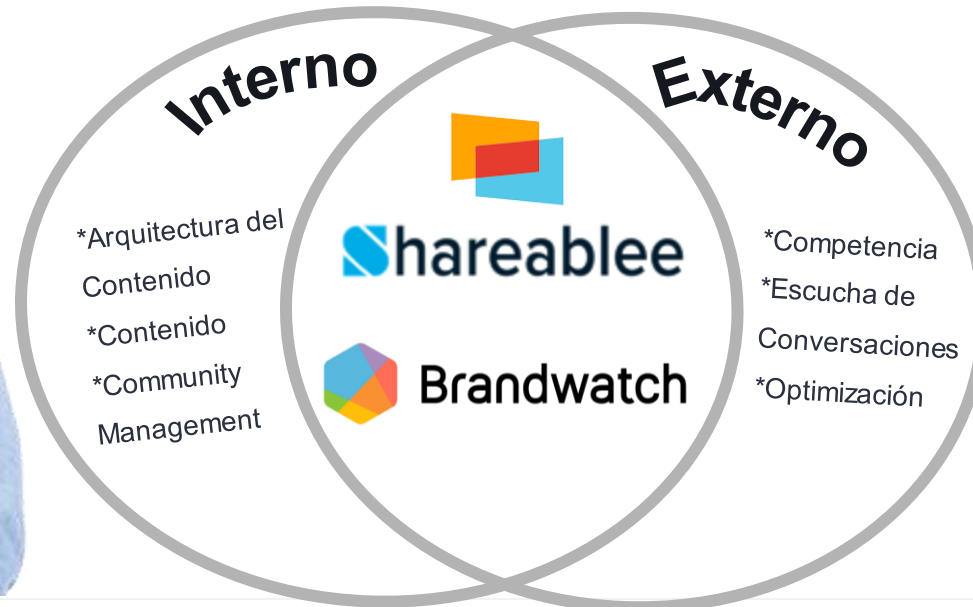 Interno
*Arquitectura del
Contenido
*Contenido
*Community
Management
Shareablee
Brandwatch
Externo
*Competencia
*Escucha de
Conversaciones
*Optimización